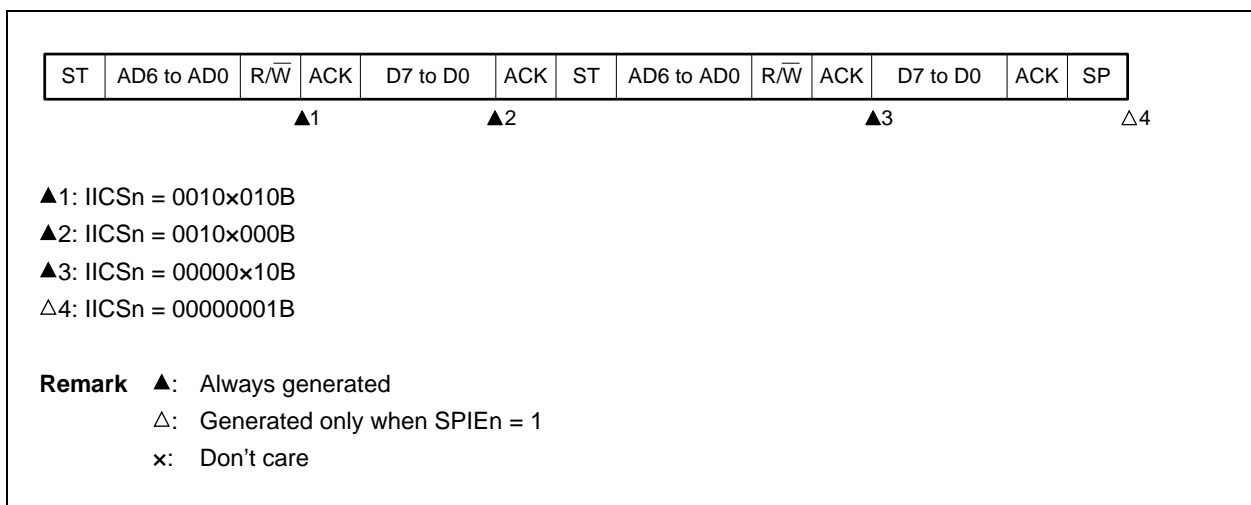 ST AD6 to AD0 R/W̅ ACK D7 to D0 ACK ST AD6 to AD0 R/W̅ ACK D7 to D0 ACK SP
▲1 ▲2 ▲3 △4
▲1: IICSn = 0010×010B
▲2: IICSn = 0010×000B
▲3: IICSn = 00000×10B
△4: IICSn = 00000001B
Remark ▲: Always generated
△: Generated only when SPIEn = 1
×: Don't care